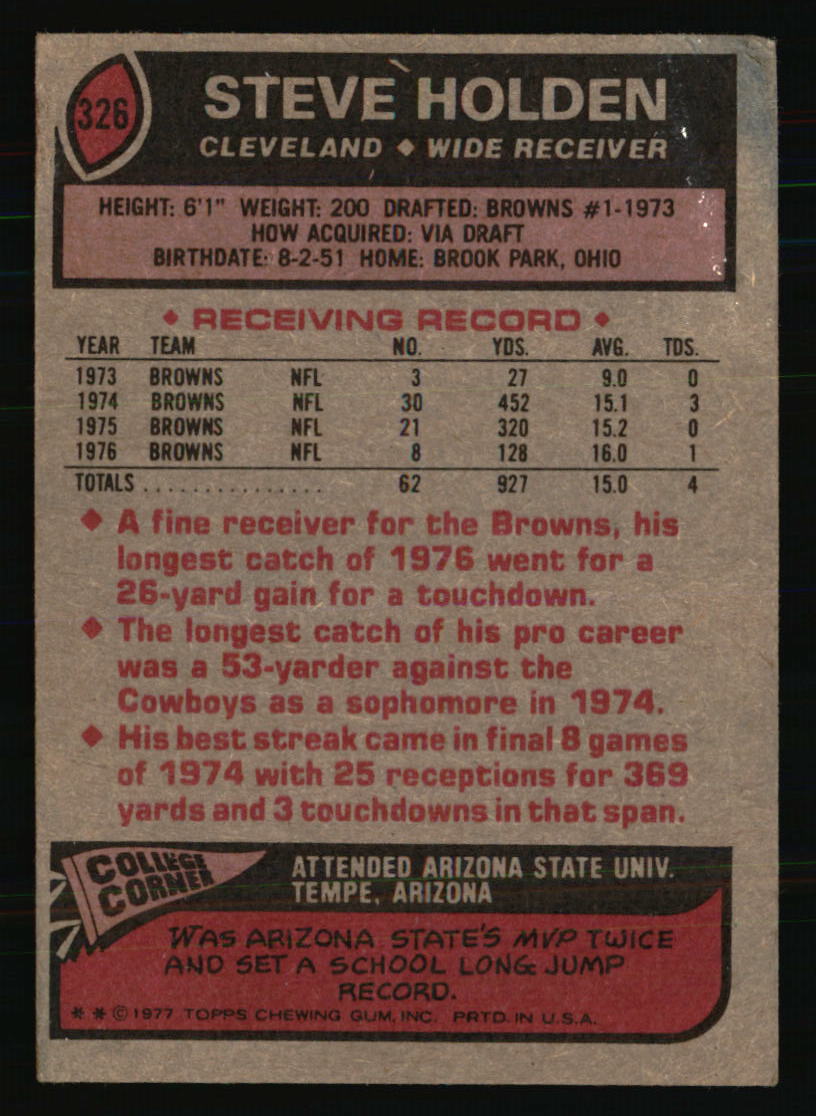 326
STEVE HOLDEN
CLEVELAND ◆ WIDE RECEIVER
HEIGHT: 6'1" WEIGHT: 200 DRAFTED: BROWNS #1-1973
HOW ACQUIRED: VIA DRAFT
BIRTHDATE: 8-2-51 HOME: BROOK PARK, OHIO
◆ RECEIVING RECORD ◆
YEAR TEAM NO. YDS. AVG. TDS.
1973 BROWNS NFL 3 27 9.0 0
1974 BROWNS NFL 30 452 15.1 3
1975 BROWNS NFL 21 320 15.2 0
1976 BROWNS NFL 8 128 16.0 1
TOTALS ................ 62 927 15.0 4
◆ A fine receiver for the Browns, his
longest catch of 1976 went for a
26-yard gain for a touchdown.
◆ The longest catch of his pro career
was a 53-yarder against the
Cowboys as a sophomore in 1974.
◆ His best streak came in final 8 games
of 1974 with 25 receptions for 369
yards and 3 touchdowns in that span.
COLLEGE
CORNER
ATTENDED ARIZONA STATE UNIV.
TEMPE, ARIZONA
WAS ARIZONA STATE'S MVP TWICE
AND SET A SCHOOL LONG JUMP
RECORD.
* * © 1977 TOPPS CHEWING GUM, INC. PRTD. IN U.S.A.